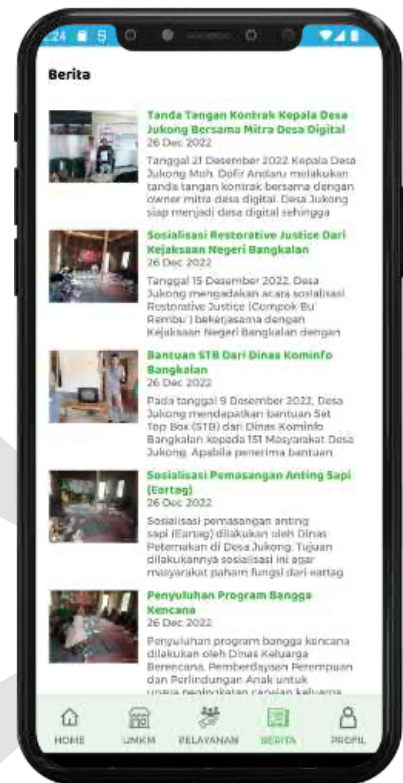 2:24
Berita
Tanda Tangan Kontrak Kepala Desa
Jukong Bersama Mitra Desa Digital
26 Dec 2022
Tanggal 21 Desember 2022 Kepala Desa
Jukong Moh. Dofir Andaru melakukan
tanda tangan kontrak bersama dengan
owner mitra desa digital. Desa Jukong
siap menjadi desa digital sehingga
Sosialisasi Restorative Justice Dari
Kejaksaan Negeri Bangkalan
26 Dec 2022
Tanggal 15 Desember 2022, Desa
Jukong mengadakan acara sosialisasi
Restorative Justice (Compok Bu'
Rembu') bekerjasama dengan
Kejaksaan Negeri Bangkalan dengan
Bantuan STB Dari Dinas Kominfo
Bangkalan
26 Dec 2022
Pada tanggal 9 Desember 2022, Desa
Jukong mendapatkan bantuan Set
Top Box (STB) dari Dinas Kominfo
Bangkalan kepada 151 Masyarakat Desa
Jukong. Apabila penerima bantuan
Sosialisasi Pemasangan Anting Sapi
(Eartag)
26 Dec 2022
Sosialisasi pemasangan anting
sapi (Eartag) dilakukan oleh Dinas
Peternakan di Desa Jukong. Tujuan
dilakukannya sosialisasi ini agar
masyarakat paham fungsi dari eartag
Penyuluhan Program Bangga
Kencana
26 Dec 2022
Penyuluhan program bangga kencana
dilakukan oleh Dinas Keluarga
Berencana, Pemberdayaan Perempuan
dan Perlindungan Anak untuk
upaya peningkatan capaian keluarga
HOME
UMKM
PELAYANAN
BERITA
PROFIL